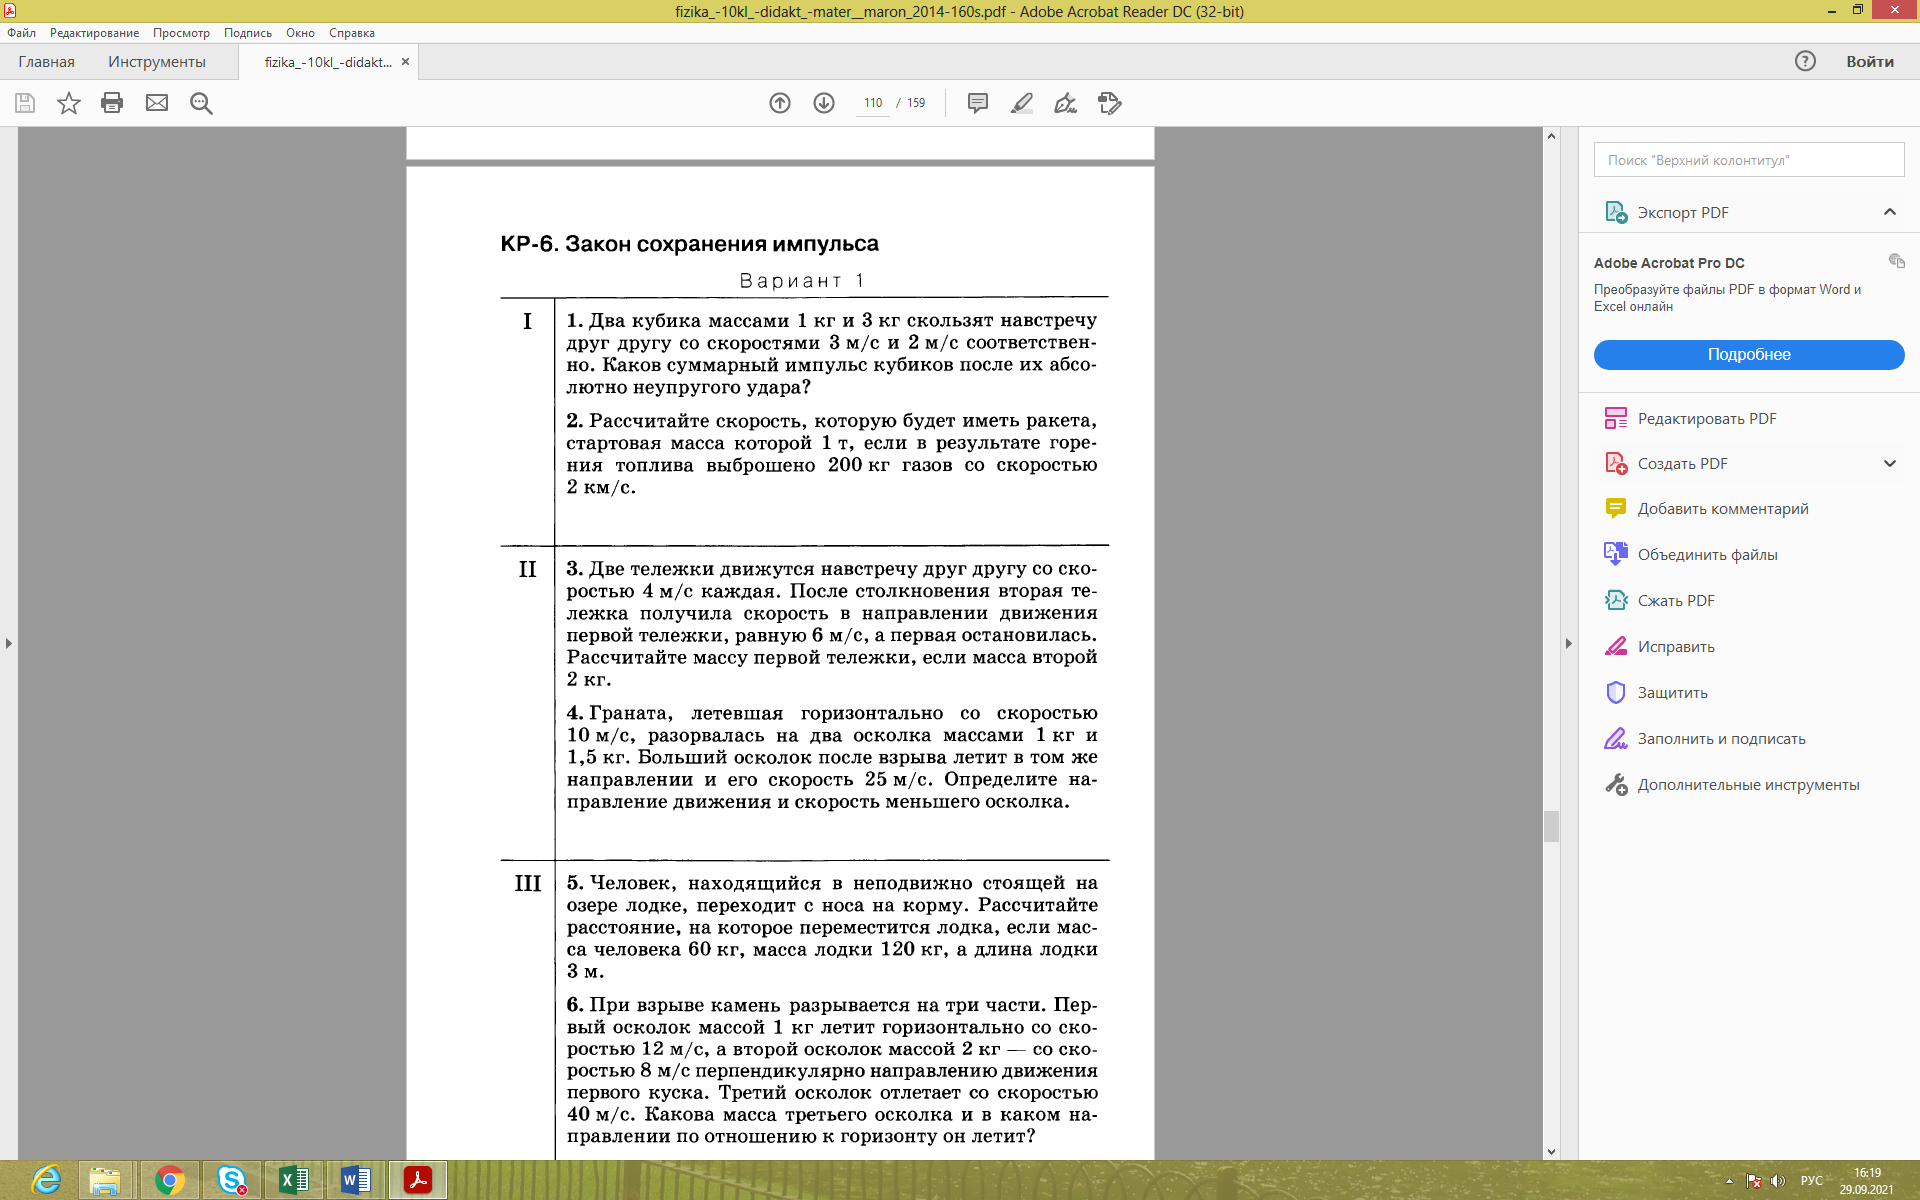 fizika_-10kl_-didakt_-mater__maron_2014-160s.pdf - Adobe Acrobat Reader DC (32-bit)
Файл Редактирование Просмотр Подпись Окно Справка
Главная Инструменты fizika_-10kl_-didakt... × Войти
110 / 159
КР-6. Закон сохранения импульса
Вариант 1
I
1. Два кубика массами 1 кг и 3 кг скользят навстречу
друг другу со скоростями 3 м/с и 2 м/с соответствен-
но. Каков суммарный импульс кубиков после их абсо-
лютно неупругого удара?
2. Рассчитайте скорость, которую будет иметь ракета,
стартовая масса которой 1 т, если в результате горе-
ния топлива выброшено 200 кг газов со скоростью
2 км/с.
II
3. Две тележки движутся навстречу друг другу со ско-
ростью 4 м/с каждая. После столкновения вторая те-
лежка получила скорость в направлении движения
первой тележки, равную 6 м/с, а первая остановилась.
Рассчитайте массу первой тележки, если масса второй
2 кг.
4. Граната, летевшая горизонтально со скоростью
10 м/с, разорвалась на два осколка массами 1 кг и
1,5 кг. Больший осколок после взрыва летит в том же
направлении и его скорость 25 м/с. Определите на-
правление движения и скорость меньшего осколка.
III
5. Человек, находящийся в неподвижно стоящей на
озере лодке, переходит с носа на корму. Рассчитайте
расстояние, на которое переместится лодка, если мас-
са человека 60 кг, масса лодки 120 кг, а длина лодки
3 м.
6. При взрыве камень разрывается на три части. Пер-
вый осколок массой 1 кг летит горизонтально со ско-
ростью 12 м/с, а второй осколок массой 2 кг — со ско-
ростью 8 м/с перпендикулярно направлению движения
первого куска. Третий осколок отлетает со скоростью
40 м/с. Какова масса третьего осколка и в каком на-
правлении по отношению к горизонту он летит?
Поиск "Верхний колонтитул"
Экспорт PDF
Adobe Acrobat Pro DC
Преобразуйте файлы PDF в формат Word и
Excel онлайн
Подробнее
Редактировать PDF
Создать PDF
Добавить комментарий
Объединить файлы
Сжать PDF
Исправить
Защитить
Заполнить и подписать
Дополнительные инструменты
РУС
16:19
29.09.2021